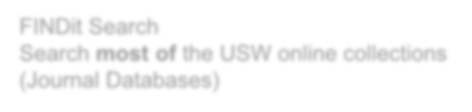 FINDit Search
Search most of the USW online collections
(Journal Databases)